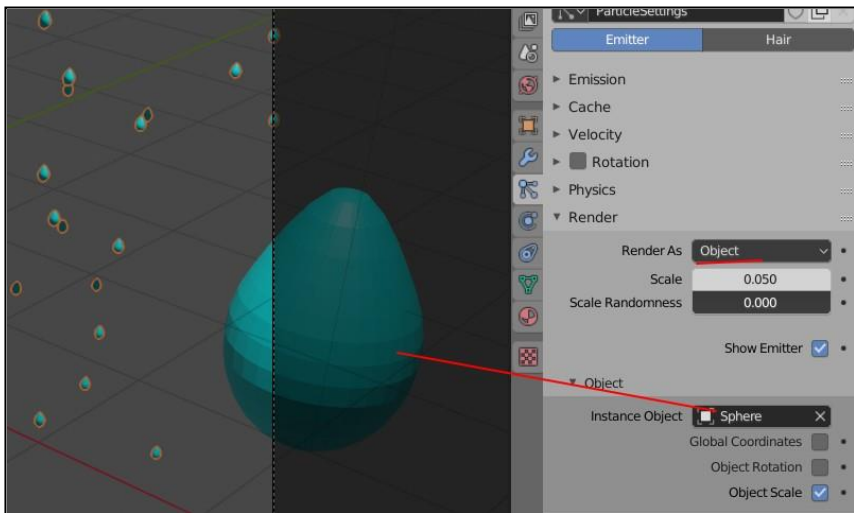 ParticleSettings
Emitter Hair
Emission
Cache
Velocity
Rotation
Physics
Render
Render As Object
Scale 0.050
Scale Randomness 0.000
Show Emitter
Object
Instance Object Sphere
Global Coordinates
Object Rotation
Object Scale